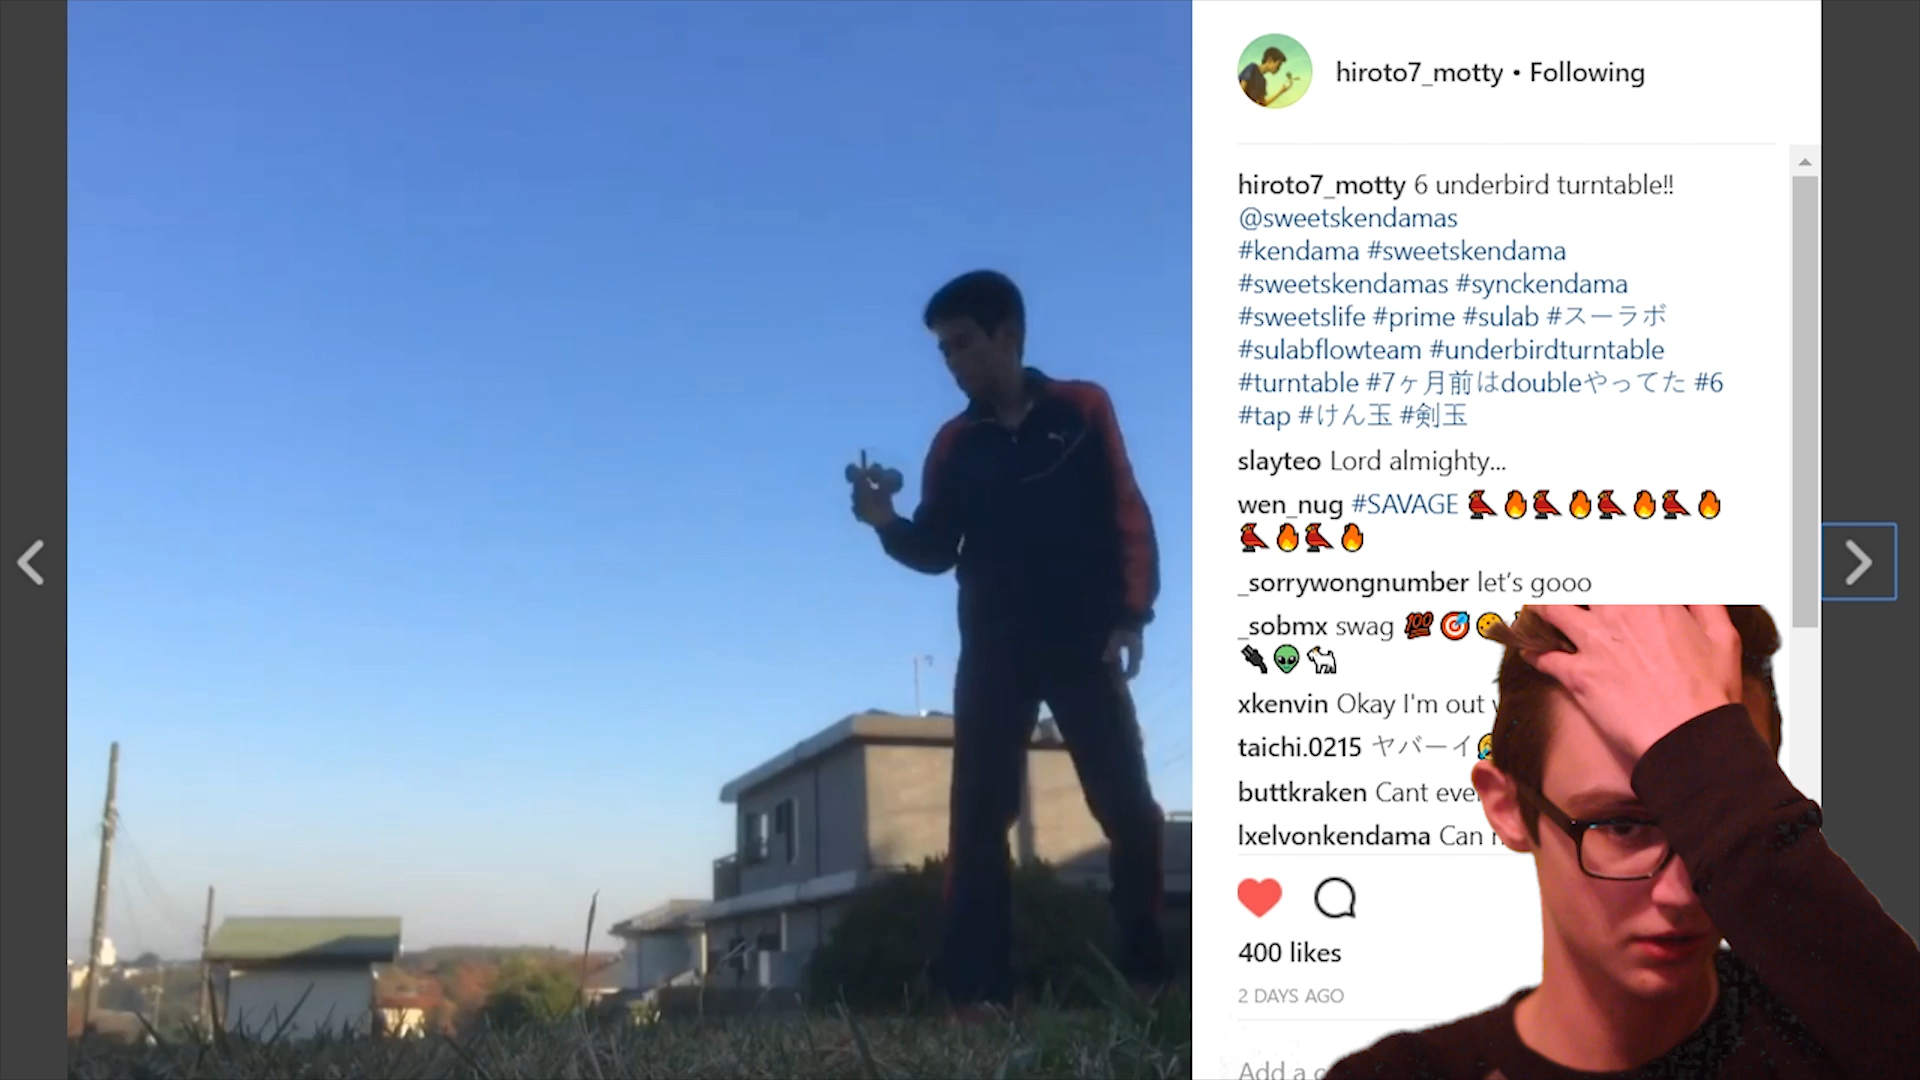 hiroto7_motty • Following
hiroto7_motty 6 underbird turntable!!
@sweetskendamas
#kendama #sweetskendama
#sweetskendamas #synckendama
#sweetslife #prime #sulab #スーラボ
#sulabflowteam #underbirdturntable
#turntable #7ヶ月前はdoubleやってた #6
#tap #けん玉 #剣玉
slayteo Lord almighty...
wen_nug #SAVAGE
_sorrywongnumber let's gooo
_sobmx swag 💯
xkenvin Okay I'm out
taichi.0215 ヤバーイ
buttkraken Cant
lxelvonkendama Can
400 likes
2 DAYS AGO
Add a